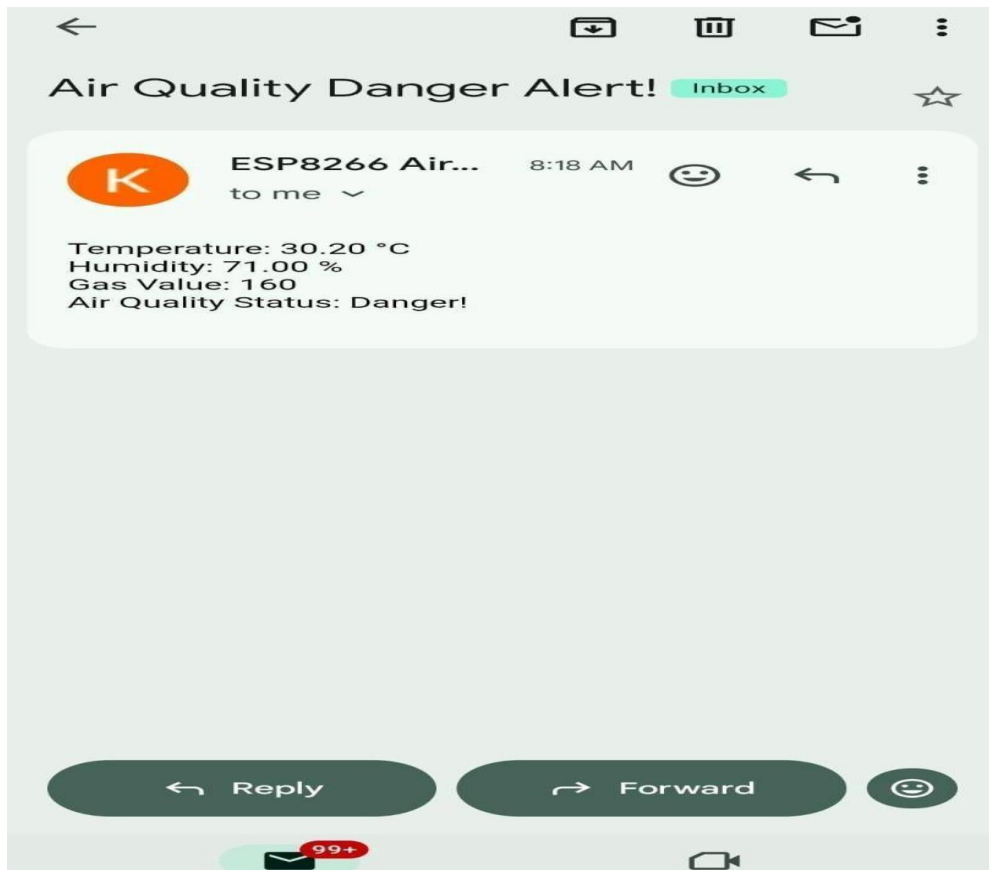 Air Quality Danger Alert! Inbox
K
ESP8266 Air... 8:18 AM
to me
Temperature: 30.20 °C
Humidity: 71.00 %
Gas Value: 160
Air Quality Status: Danger!
Reply
Forward
99+